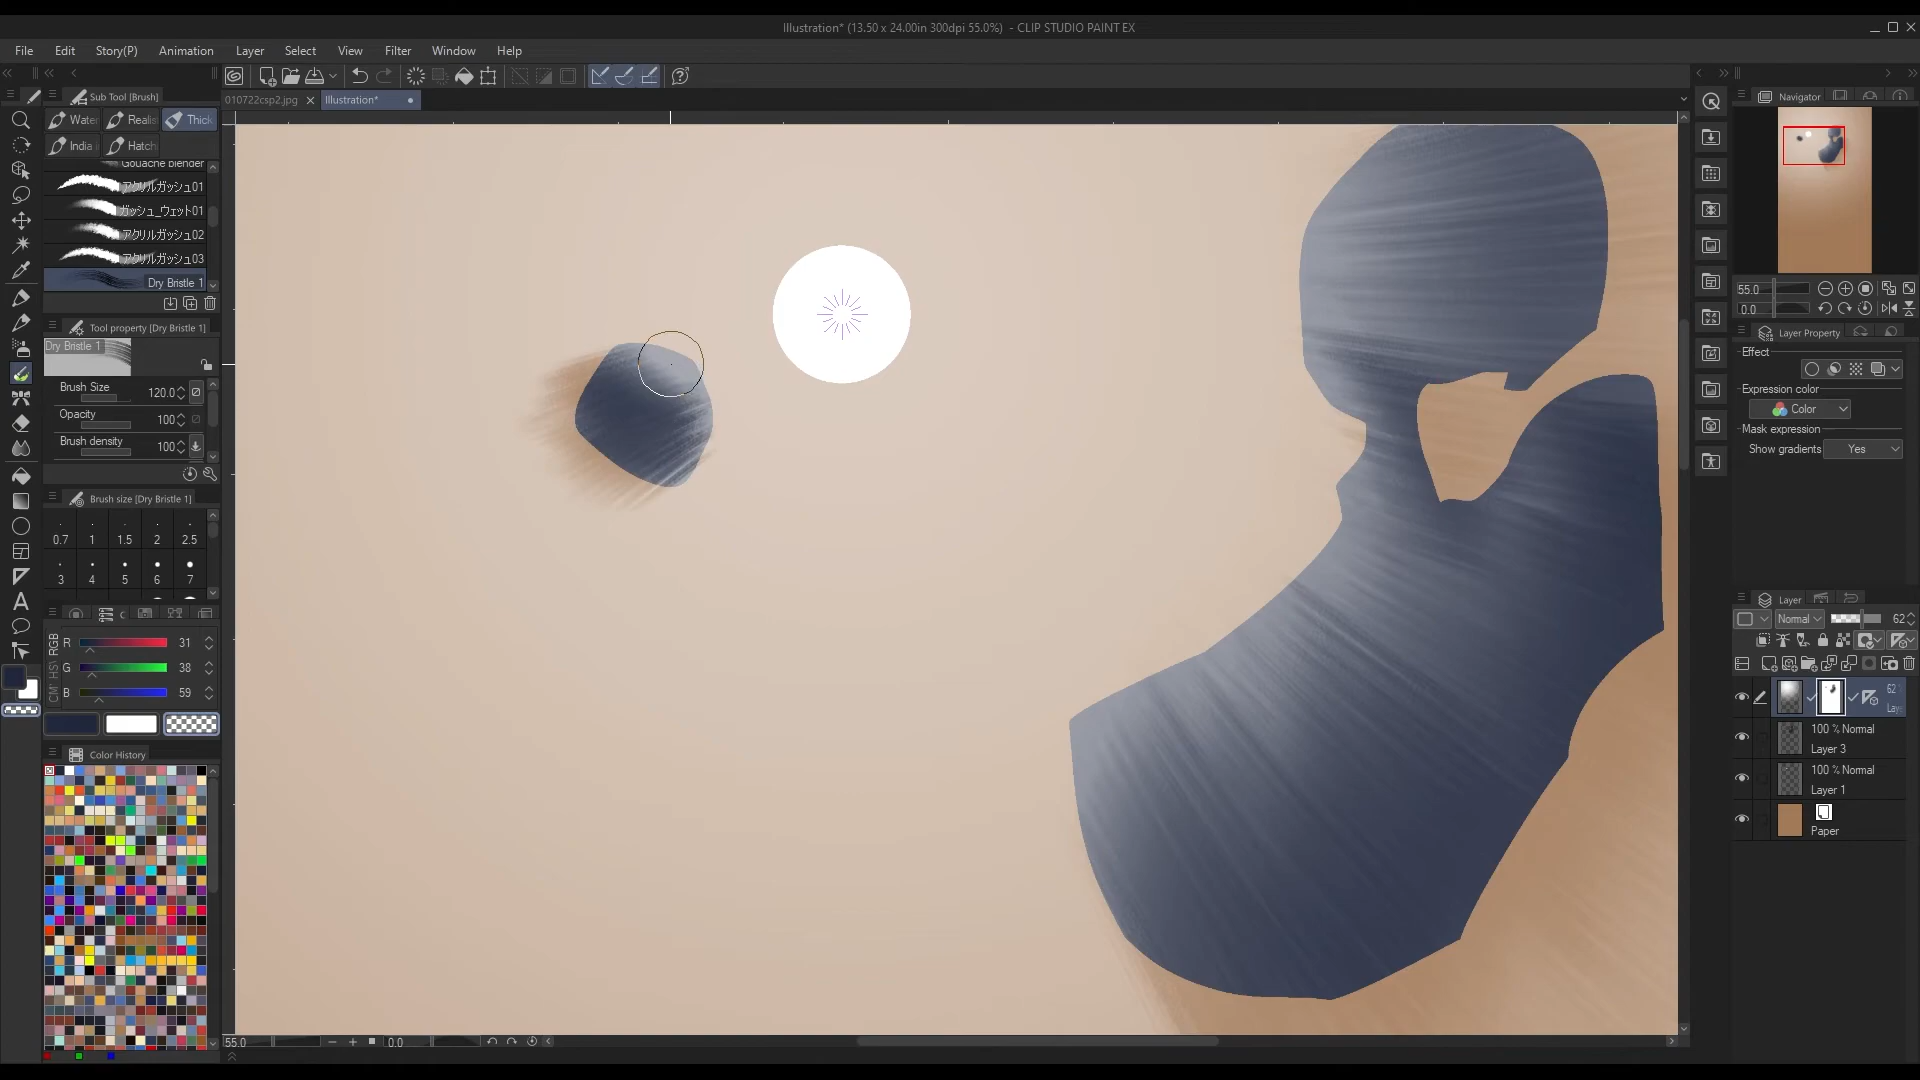 Illustration* (13.50 x 24.00in 300dpi 55.0%) - CLIP STUDIO PAINT EX
File Edit Story(P) Animation Layer Select View Filter Window Help
Sub Tool [Brush]
Wate Realis Thick
India i Hatch
Gouache blender
アクリルガッシュ01
ガッシュ_ウェット01
アクリルガッシュ02
アクリルガッシュ03
Dry Bristle 1
Tool property [Dry Bristle 1]
Dry Bristle 1
Brush Size 120.0
Opacity 100
Brush density 100
Brush size [Dry Bristle 1]
0.7 1 1.5 2 2.5
3 4 5 6 7
RGB
HSV
CM
R 31
G 38
B 59
Color History
010722csp2.jpg Illustration*
55.0 0.0
Navigator
55.0
0.0
Layer Property
Effect
Expression color
Color
Mask expression
Show gradients Yes
Layer
Normal 62
62
Laye
100 % Normal
Layer 3
100 % Normal
Layer 1
Paper